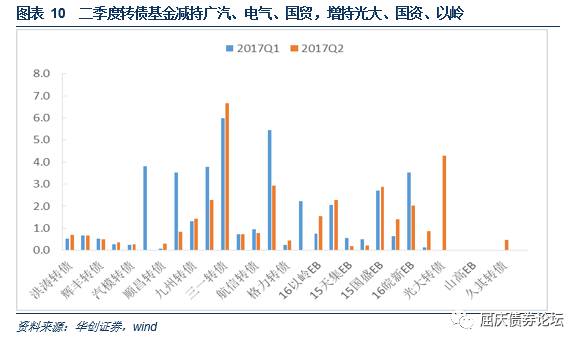 图表 10 二季度转债基金减持广汽、电气、国贸，增持光大、国资、以岭
2017Q1 2017Q2
8.0
7.0
6.0
5.0
4.0
3.0
2.0
1.0
0.0
洪涛转债
辉丰转债
汽模转债
顺昌转债
九州转债
三一转债
航信转债
格力转债
16以岭EB
15天集EB
15国盛EB
16皖新EB
光大转债
山高EB
久其转债
资料来源：华创证券，wind
屈庆债券论坛